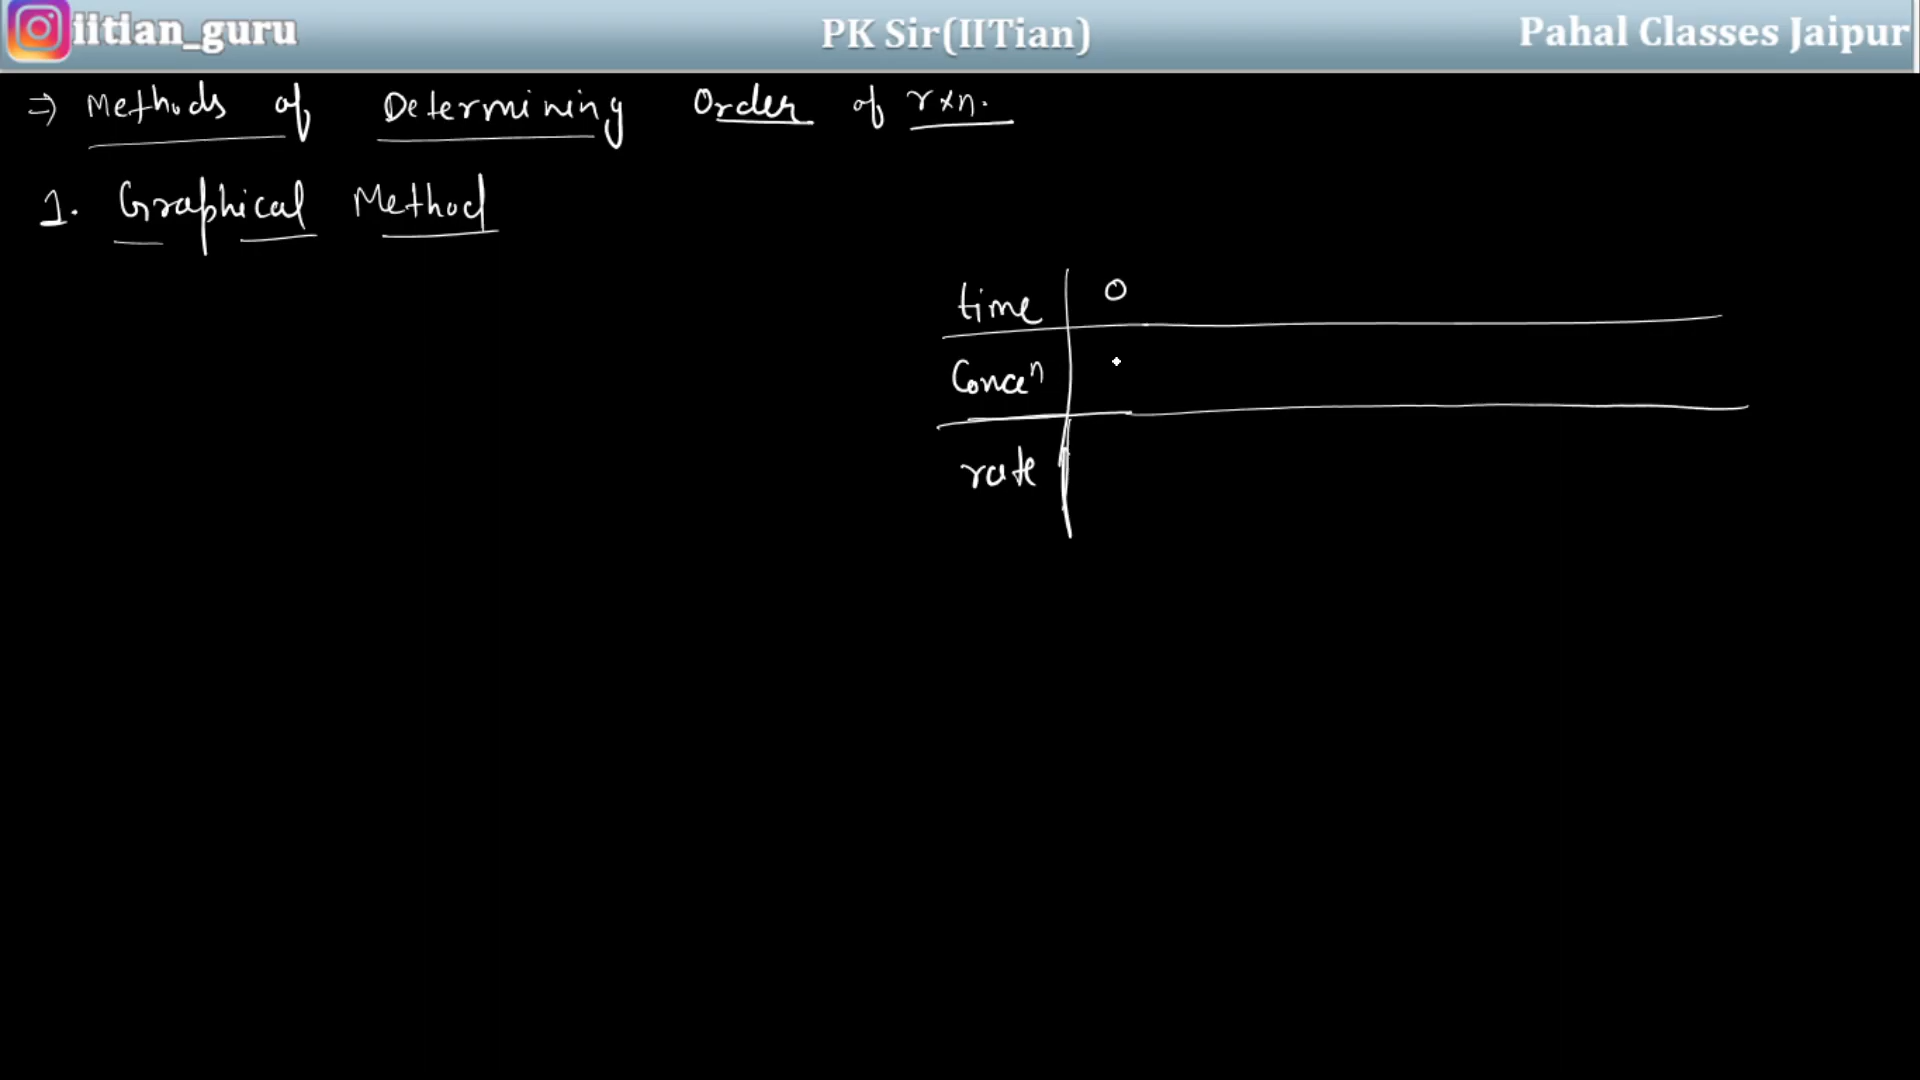 iitian_guru PK Sir(IITian) Pahal Classes Jaipur
⇒ Methods of Determining Order of rxn.
1. Graphical Method
time 0
Conceⁿ
rate